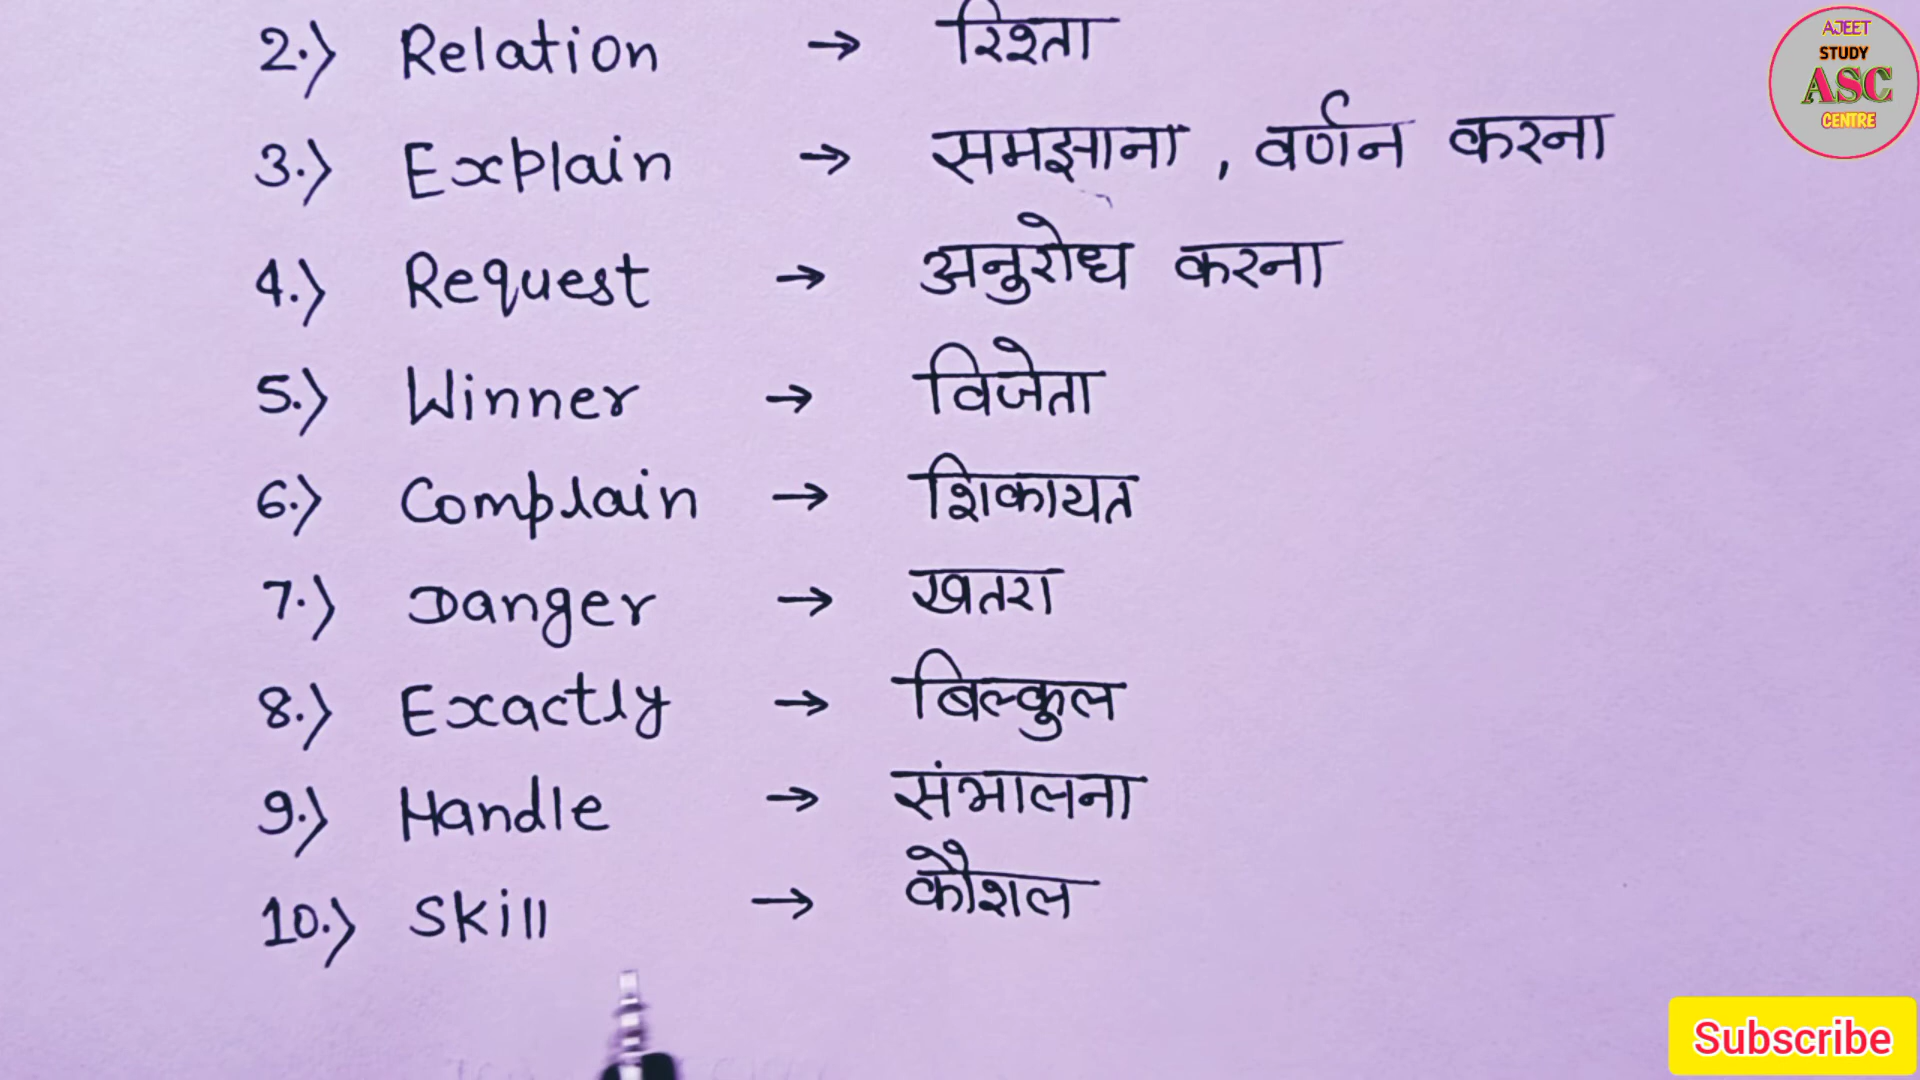 2.) Relation → रिश्ता
3.) Explain → समझाना , वर्णन करना
4.) Request → अनुरोध करना
5.) Winner → विजेता
6.) Complain → शिकायत
7.) Danger → खतरा
8.) Exactly → बिल्कुल
9.) Handle → संभालना
10.) Skill → कौशल
AJEET
STUDY
ASC
CENTRE
Subscribe